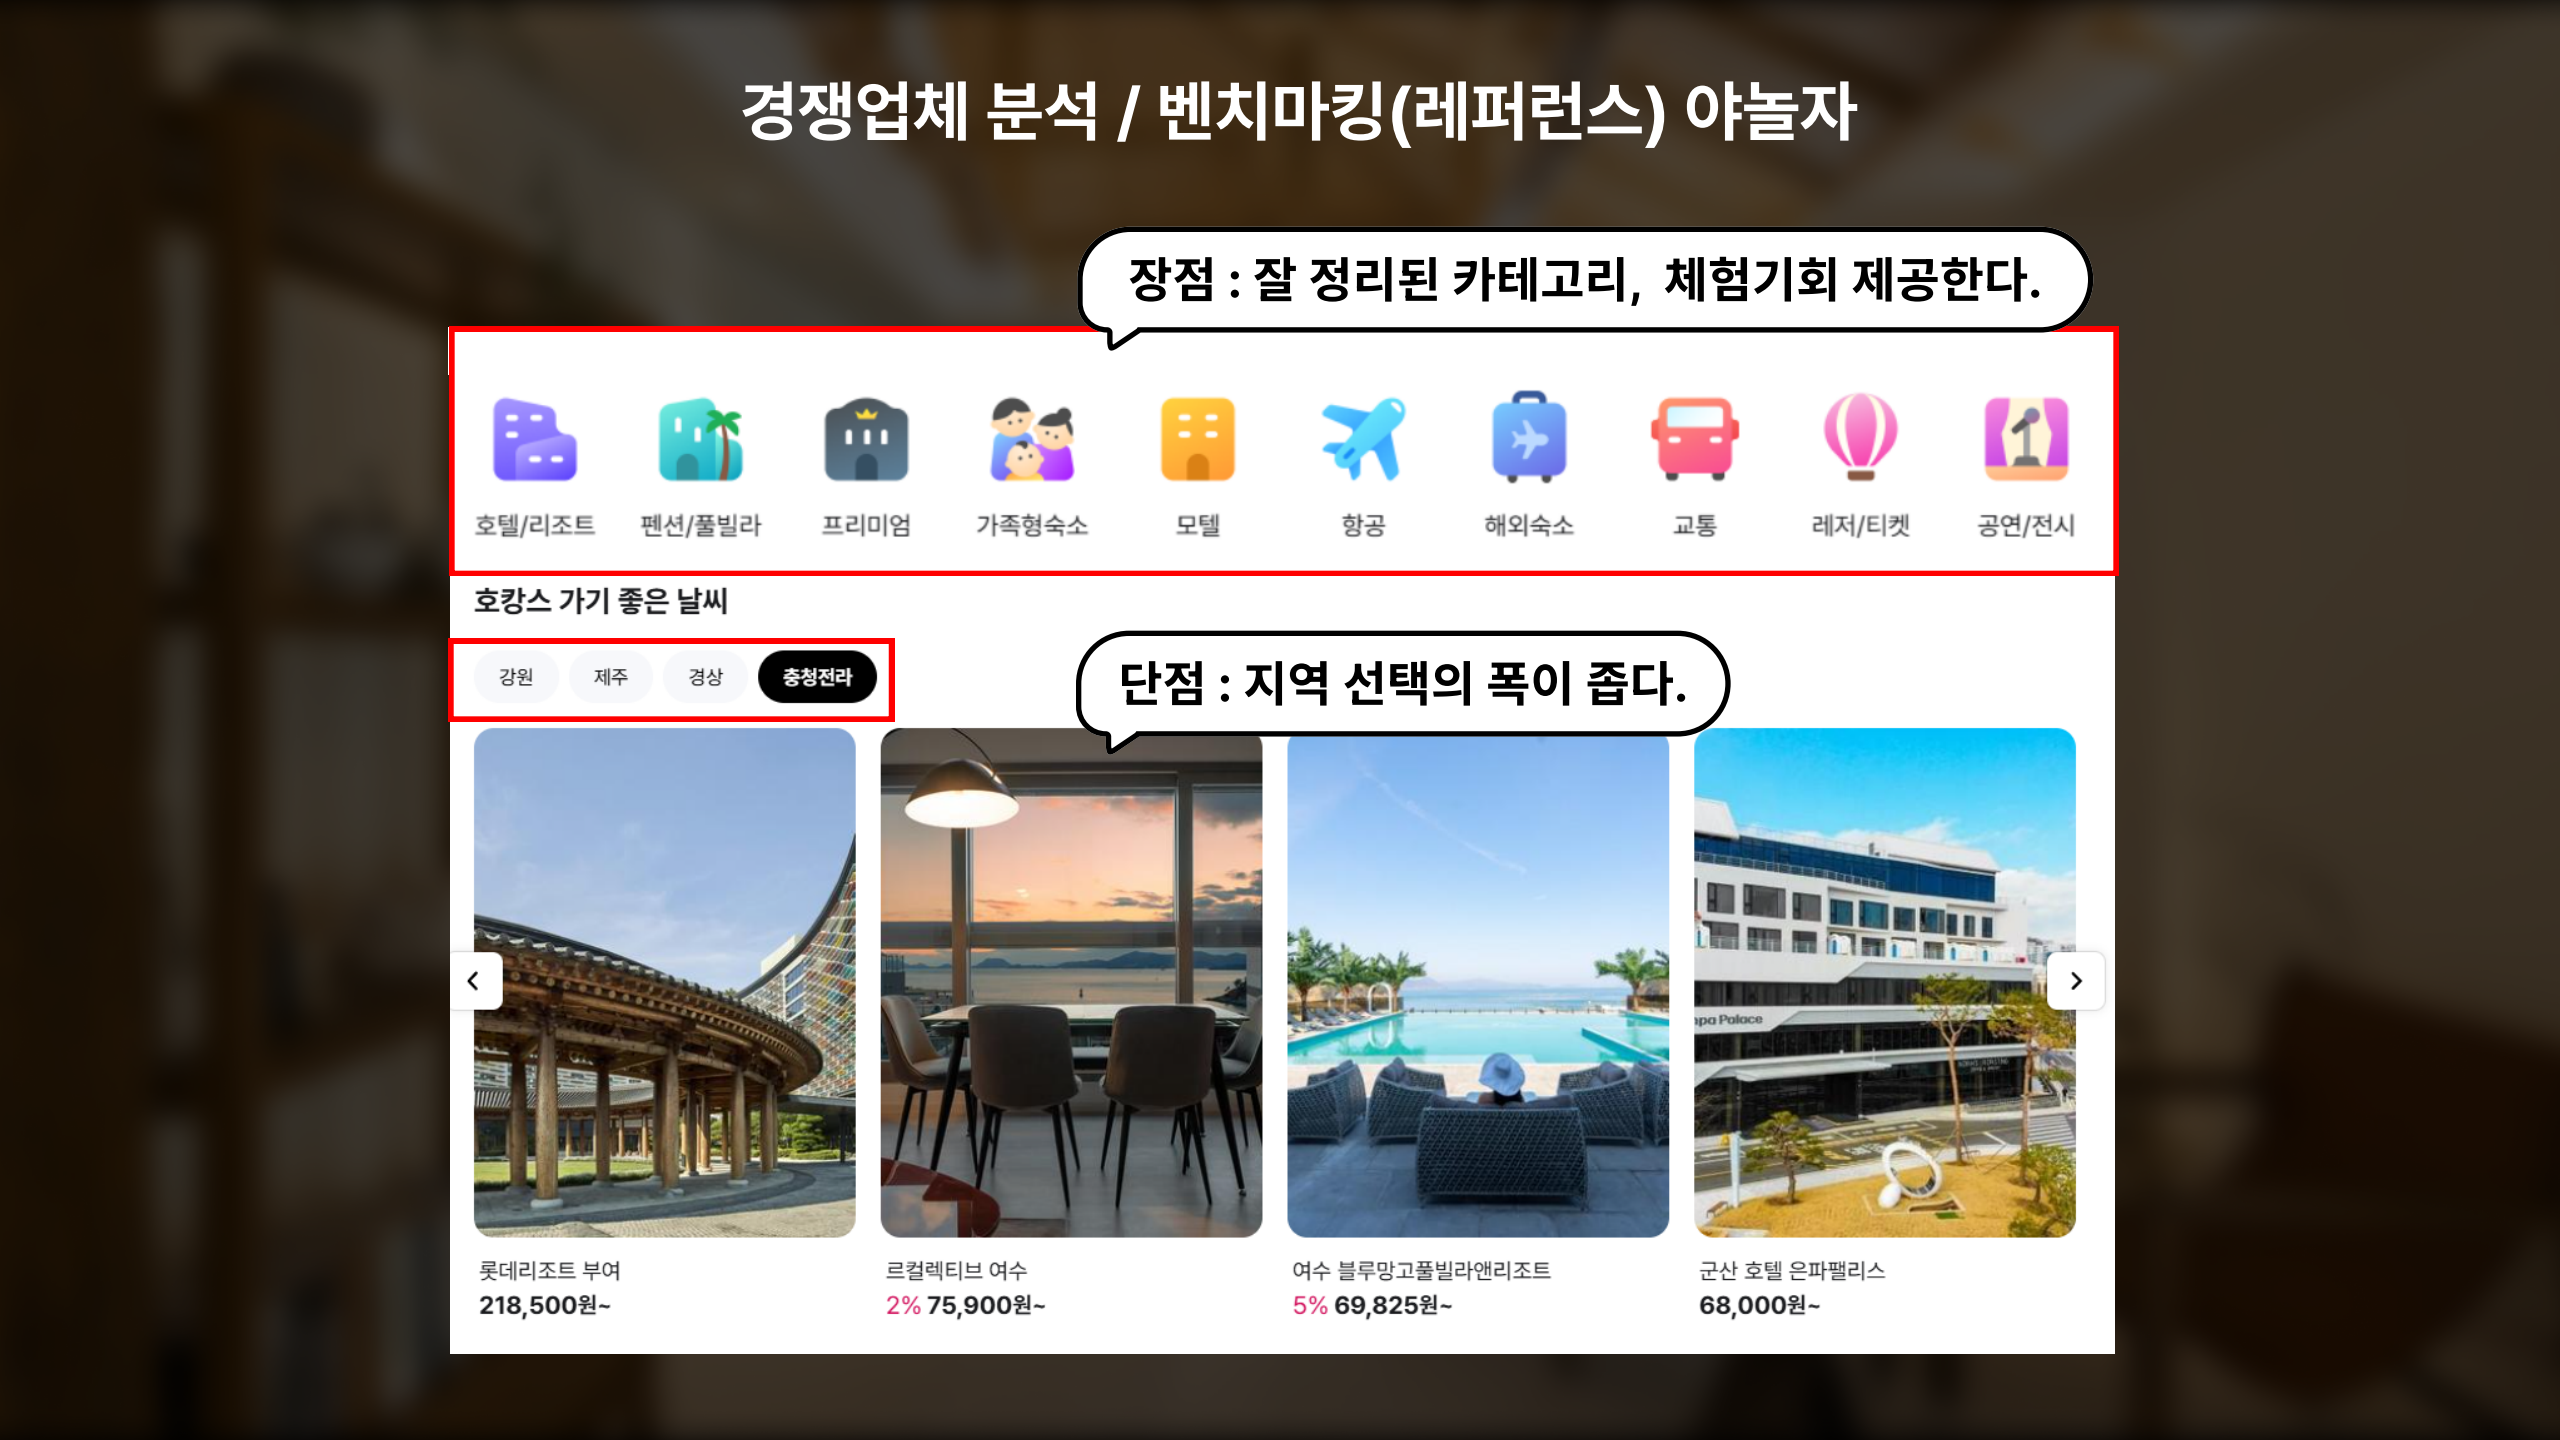 경쟁업체 분석 / 벤치마킹(레퍼런스) 야놀자
장점 : 잘 정리된 카테고리, 체험기회 제공한다.
호텔/리조트 펜션/풀빌라 프리미엄 가족형숙소 모텔 항공 해외숙소 교통 레저/티켓 공연/전시
호캉스 가기 좋은 날씨
강원 제주 경상 충청전라
단점 : 지역 선택의 폭이 좁다.
npa Palace
롯데리조트 부여 르컬렉티브 여수 여수 블루망고풀빌라앤리조트 군산 호텔 은파팰리스
218,500원~ 2% 75,900원~ 5% 69,825원~ 68,000원~